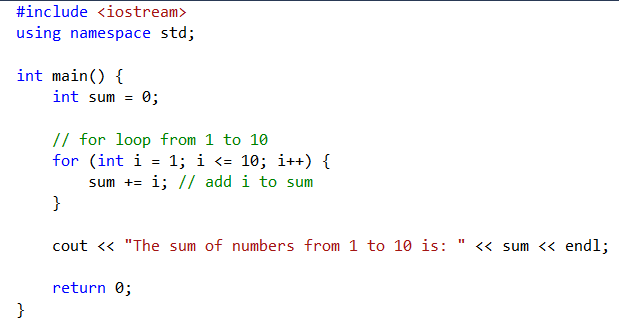 #include <iostream>
using namespace std;
int main() {
int sum = 0;
// for loop from 1 to 10
for (int i = 1; i <= 10; i++) {
sum += i; // add i to sum
}
cout << "The sum of numbers from 1 to 10 is: " << sum << endl;
return 0;
}